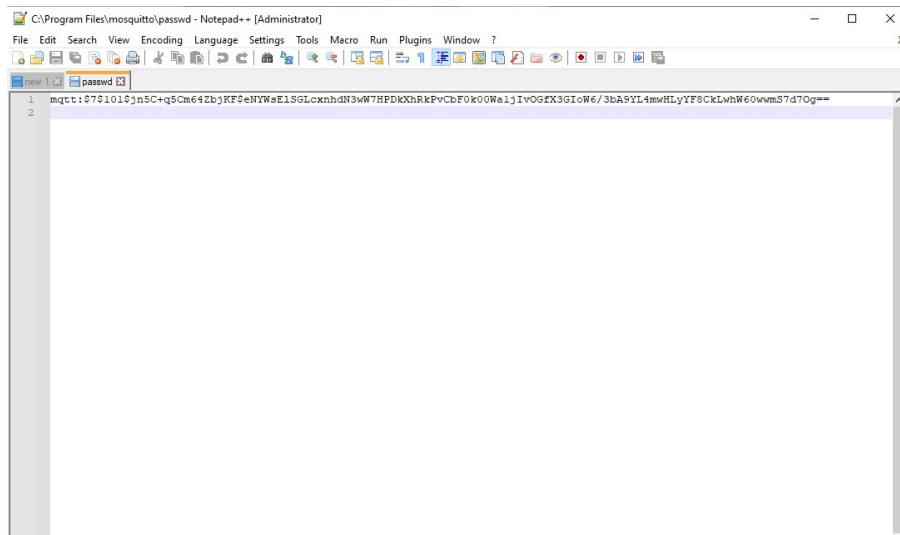 C:\Program Files\mosquitto\passwd - Notepad++ [Administrator]
File Edit Search View Encoding Language Settings Tools Macro Run Plugins Window ?
new 1 passwd
1 mqtt:$7$101$jn5C+q5Cm64ZbjKF$eNYWsElSGLcxnhdN3wW7HPDkXhRkPvCbF0k00Wa1jIvOGfX3GIoW6/3bA9YL4mwHLyYF8CkLwhW60wwmS7d7Og==
2